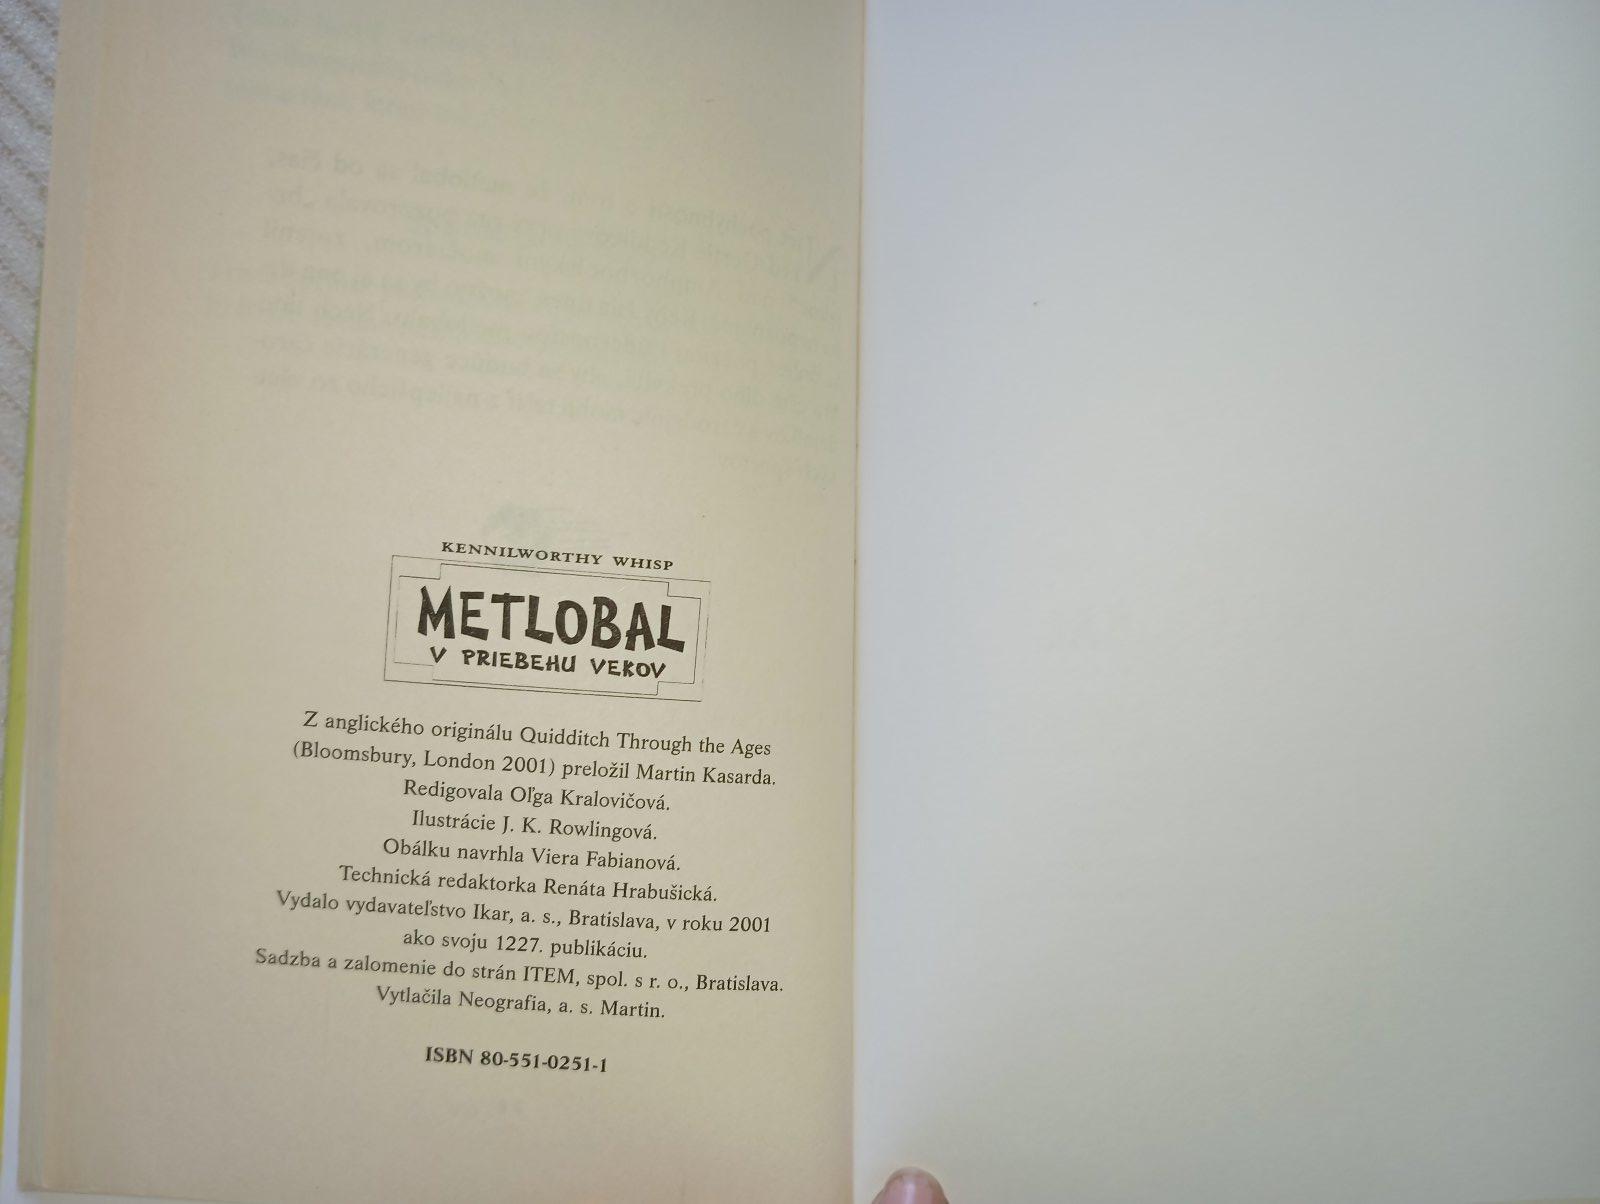 KENNILWORTHY WHISP
METLOBAL
V PRIEBEHU VEKOV
Z anglického originálu Quidditch Through the Ages
(Bloomsbury, London 2001) preložil Martin Kasarda.
Redigovala Oľga Kralovičová.
Ilustrácie J. K. Rowlingová.
Obálku navrhla Viera Fabianová.
Technická redaktorka Renáta Hrabušická.
Vydalo vydavateľstvo Ikar, a. s., Bratislava, v roku 2001
ako svoju 1227. publikáciu.
Sadzba a zalomenie do strán ITEM, spol. s r. o., Bratislava.
Vytlačila Neografia, a. s. Martin.
ISBN 80-551-0251-1